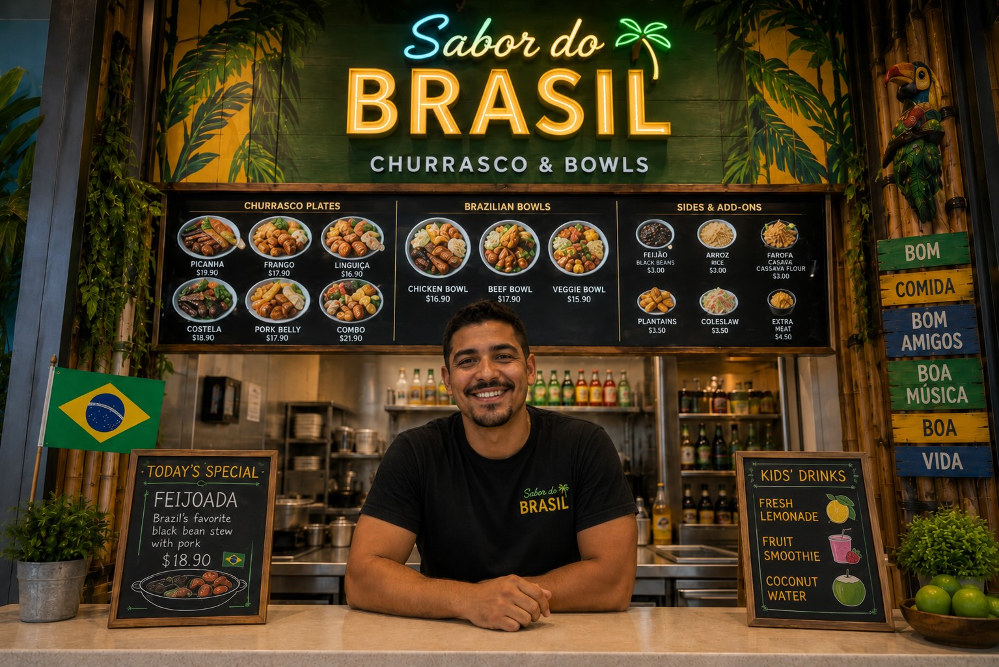 Sabor do
BRASIL
CHURRASCO & BOWLS
CHURRASCO PLATES
PICANHA
$19.90
FRANGO
$17.90
LINGUIÇA
$16.90
COSTELA
$18.90
PORK BELLY
$17.90
COMBO
$21.90
BRAZILIAN BOWLS
CHICKEN BOWL
$16.90
BEEF BOWL
$17.90
VEGGIE BOWL
$15.90
SIDES & ADD-ONS
FEIJÃO
BLACK BEANS
$3.00
ARROZ
RICE
$3.00
FAROFA
CASAVA
CASSAVA FLOUR
$3.00
PLANTAINS
$3.50
COLESLAW
$3.50
EXTRA
MEAT
$4.50
BOM
COMIDA
BOM
AMIGOS
BOA
MÚSICA
BOA
VIDA
TODAY'S SPECIAL
FEIJOADA
Brazil's favorite
black bean stew
with pork
$18.90
Sabor do
BRASIL
KIDS' DRINKS
FRESH
LEMONADE
FRUIT
SMOOTHIE
COCONUT
WATER